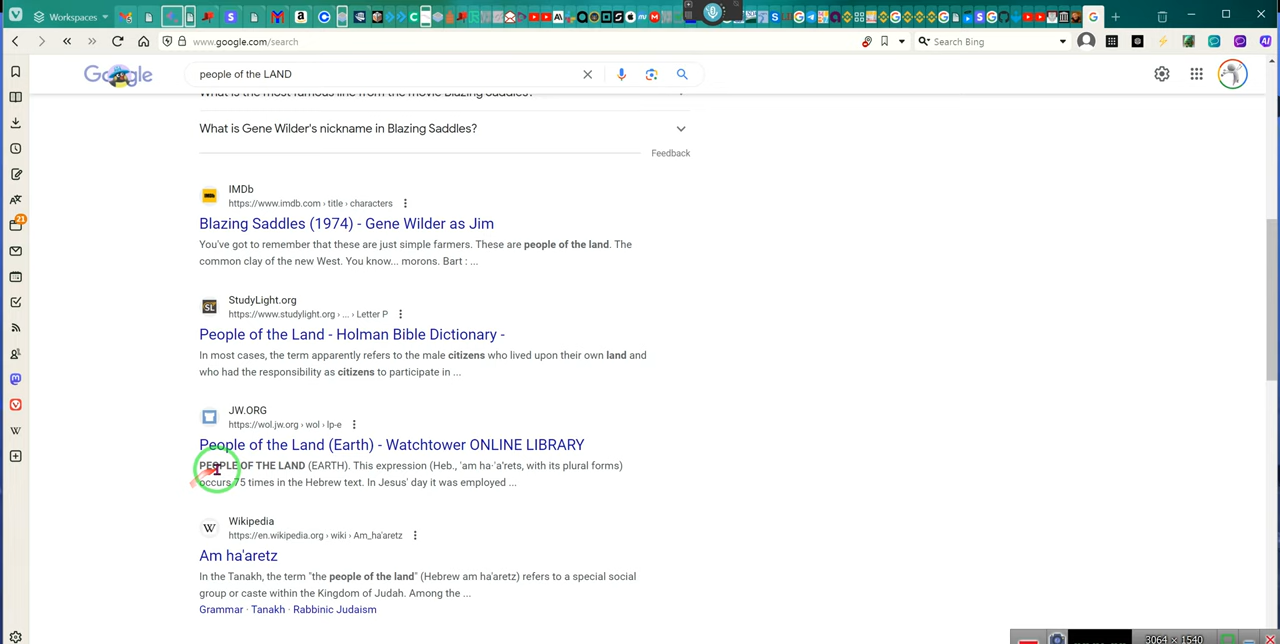 Workspaces
www.google.com/search
Search Bing
Google
people of the LAND
What is the most famous line from the movie Blazing Saddles?
What is Gene Wilder's nickname in Blazing Saddles?
Feedback
IMDb
https://www.imdb.com › title › characters
Blazing Saddles (1974) - Gene Wilder as Jim
You've got to remember that these are just simple farmers. These are people of the land. The
common clay of the new West. You know... morons. Bart : ...
SL
StudyLight.org
https://www.studylight.org › ... › Letter P
People of the Land - Holman Bible Dictionary -
In most cases, the term apparently refers to the male citizens who lived upon their own land and
who had the responsibility as citizens to participate in ...
JW.ORG
https://wol.jw.org › wol › lp-e
People of the Land (Earth) - Watchtower ONLINE LIBRARY
PEOPLE OF THE LAND (EARTH). This expression (Heb., ʽam ha·ʼaʹrets, with its plural forms)
occurs 75 times in the Hebrew text. In Jesus' day it was employed ...
W
Wikipedia
https://en.wikipedia.org › wiki › Am_ha'aretz
Am ha'aretz
In the Tanakh, the term "the people of the land" (Hebrew am ha'aretz) refers to a special social
group or caste within the Kingdom of Judah. Among the ...
Grammar · Tanakh · Rabbinic Judaism
21
3064 × 1540